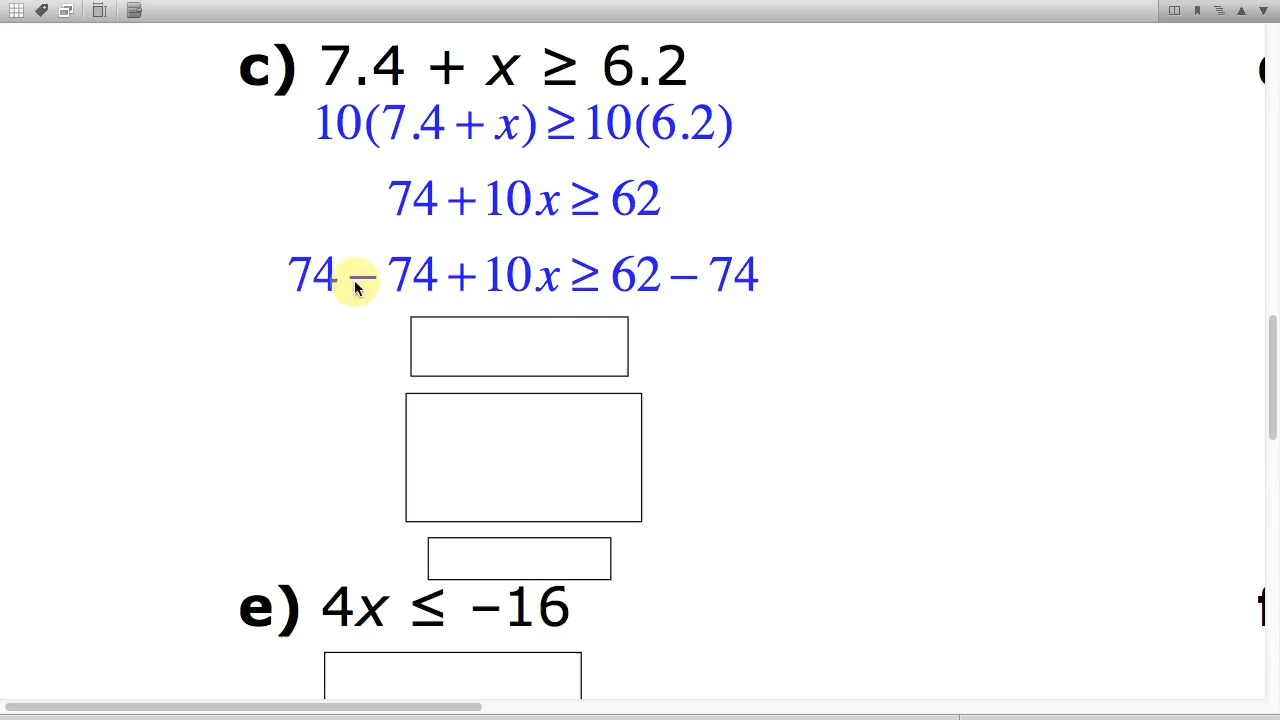 c) 7.4 + x ≥ 6.2
10(7.4 + x) ≥ 10(6.2)
74 + 10x ≥ 62
74 − 74 + 10x ≥ 62 − 74
e) 4x ≤ −16